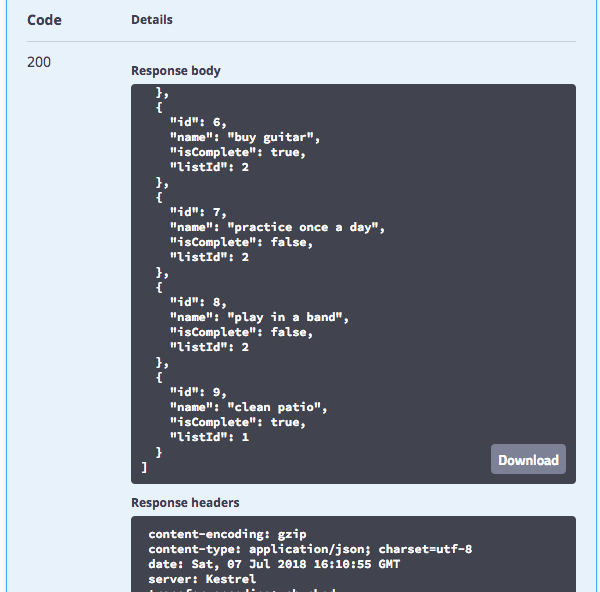 Code Details
200
Response body
},
{
"id": 6,
"name": "buy guitar",
"isComplete": true,
"listId": 2
},
{
"id": 7,
"name": "practice once a day",
"isComplete": false,
"listId": 2
},
{
"id": 8,
"name": "play in a band",
"isComplete": false,
"listId": 2
},
{
"id": 9,
"name": "clean patio",
"isComplete": true,
"listId": 1
}
]
Download
Response headers
content-encoding: gzip
content-type: application/json; charset=utf-8
date: Sat, 07 Jul 2018 16:10:55 GMT
server: Kestrel